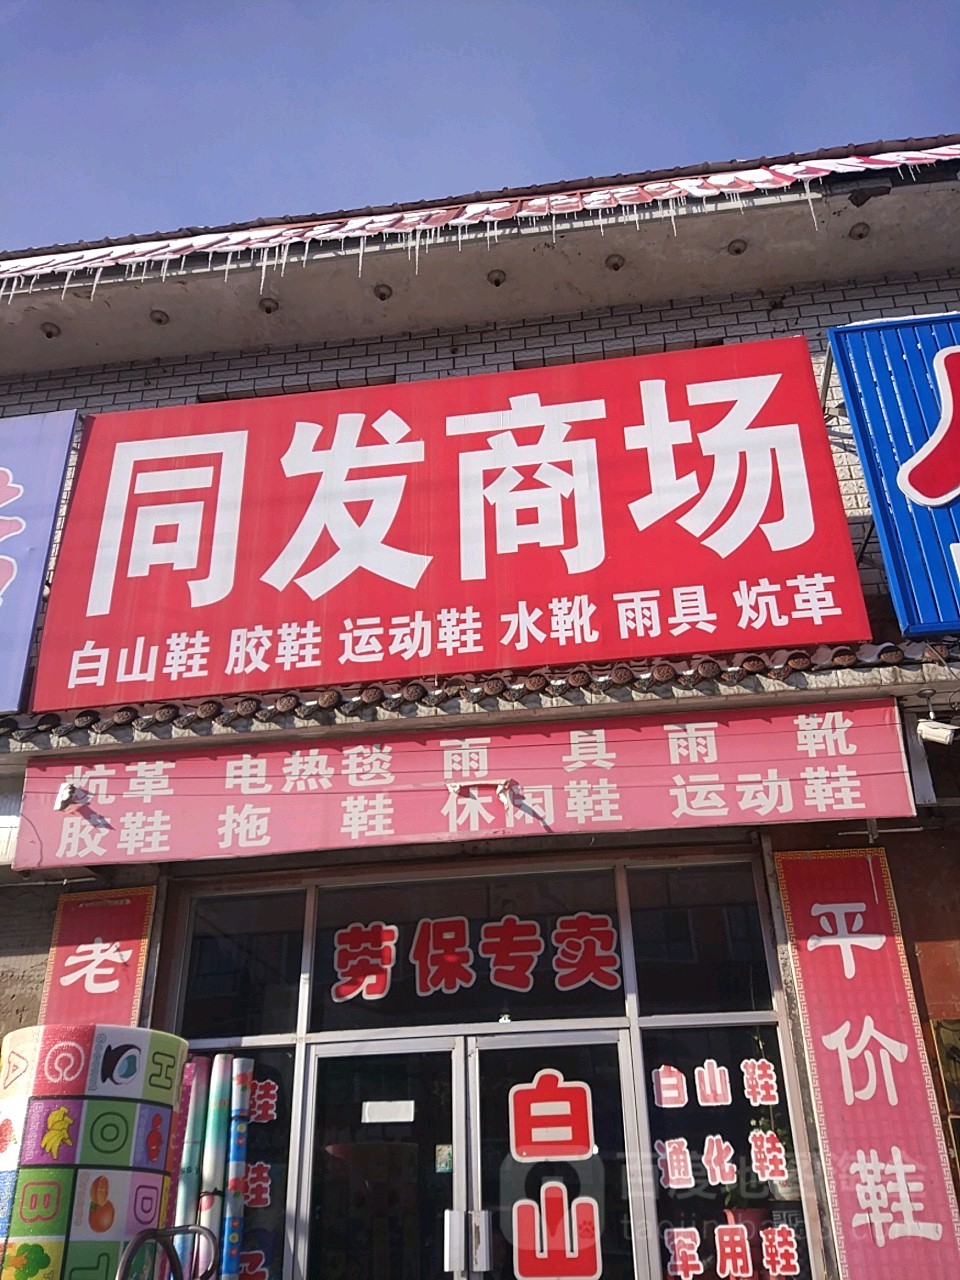 同发商场
白山鞋 胶鞋 运动鞋 水靴 雨具 炕革
炕革 电热毯 雨具 雨靴
胶鞋 拖鞋 休闲鞋 运动鞋
劳保专卖
老
平价鞋
白山
白山鞋
通化鞋
军用鞋
鞋
鞋